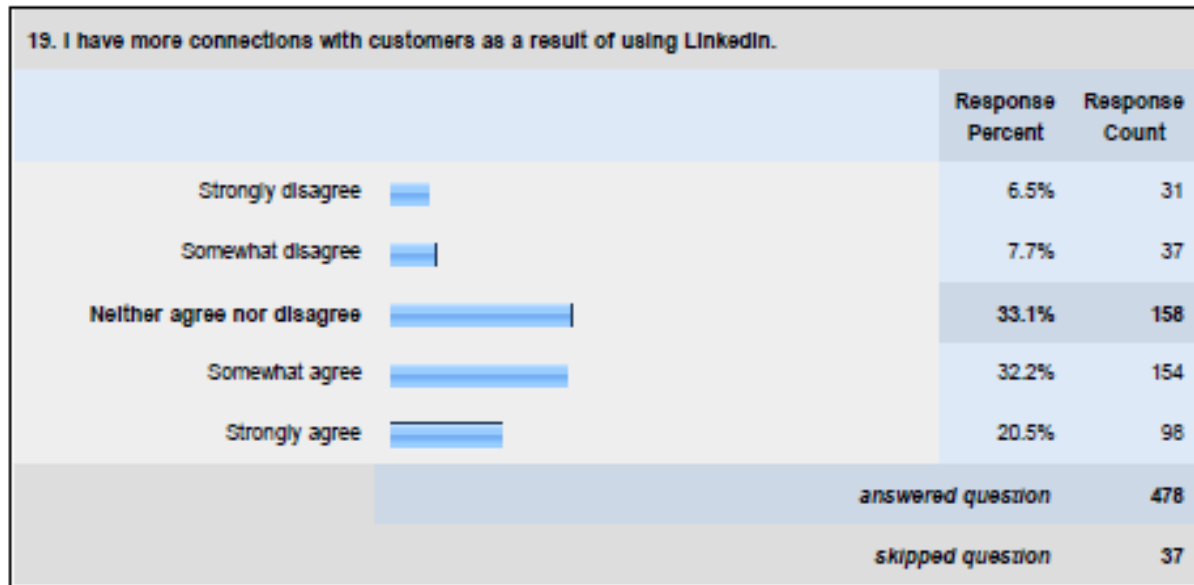 19. I have more connections with customers as a result of using LinkedIn.
Response Percent
Response Count
Strongly disagree 6.5% 31
Somewhat disagree 7.7% 37
Neither agree nor disagree 33.1% 158
Somewhat agree 32.2% 154
Strongly agree 20.5% 98
answered question 478
skipped question 37